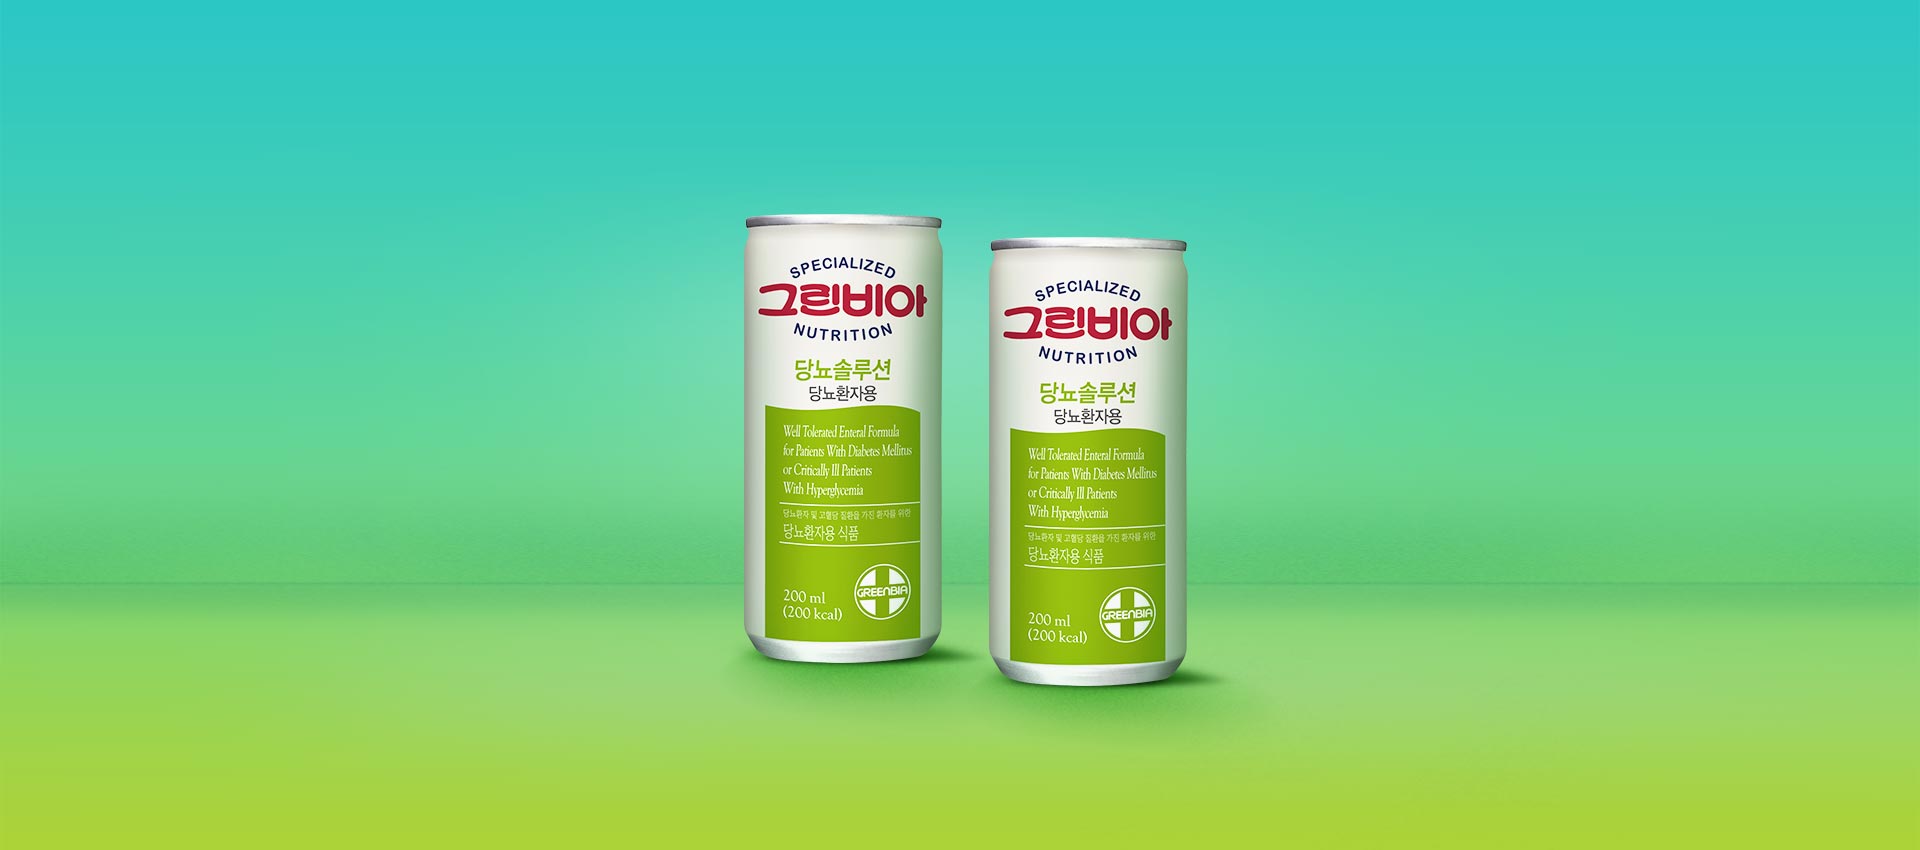 SPECIALIZED
그린비아
NUTRITION
당뇨솔루션
당뇨환자용
Well Tolerated Enteral Formula
for Patients With Diabetes Mellitus
or Critically Ill Patients
With Hyperglycemia
당뇨환자 및 고혈당 질환을 가진 환자를 위한
당뇨환자용 식품
200 ml
(200 kcal)
GREENBIA
SPECIALIZED
그린비아
NUTRITION
당뇨솔루션
당뇨환자용
Well Tolerated Enteral Formula
for Patients With Diabetes Mellitus
or Critically Ill Patients
With Hyperglycemia
당뇨환자 및 고혈당 질환을 가진 환자를 위한
당뇨환자용 식품
200 ml
(200 kcal)
GREENBIA